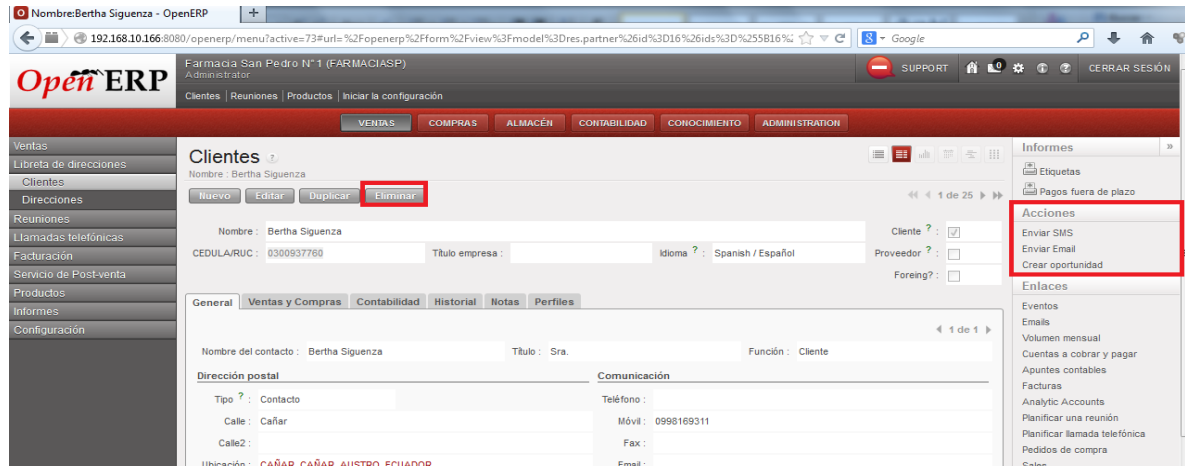 Nombre:Bertha Siguenza - OpenERP
192.168.10.166:8080/openerp/menu?active=73#url=%2Fopenerp%2Fform%2Fview%3Fmodel%3Dres.partner%26id%3D16%26ids%3D%255B16%
Google
Open ERP
Farmacia San Pedro N°1 (FARMACIASP)
Administrator
Clientes | Reuniones | Productos | Iniciar la configuración
SUPPORT
0
CERRAR SESIÓN
VENTAS COMPRAS ALMACÉN CONTABILIDAD CONOCIMIENTO ADMINISTRATION
Ventas
Libreta de direcciones
Clientes
Direcciones
Reuniones
Llamadas telefónicas
Facturación
Servicio de Post-venta
Productos
Informes
Configuración
Clientes ?
Nombre : Bertha Siguenza
Nuevo Editar Duplicar Eliminar
1 de 25
Nombre : Bertha Siguenza Cliente ? :
CEDULA/RUC : 0300937760 Título empresa : Idioma ? : Spanish / Español Proveedor ? :
Foreing? :
General Ventas y Compras Contabilidad Historial Notas Perfiles
1 de 1
Nombre del contacto : Bertha Siguenza Título : Sra. Función : Cliente
Dirección postal Comunicación
Tipo ? : Contacto Teléfono :
Calle : Cañar Móvil : 0998169311
Calle2 : Fax :
Ubicación : CAÑAR, CAÑAR, AUSTRO, ECUADOR Email :
Informes »
Etiquetas
Pagos fuera de plazo
Acciones
Enviar SMS
Enviar Email
Crear oportunidad
Enlaces
Eventos
Emails
Volumen mensual
Cuentas a cobrar y pagar
Apuntes contables
Facturas
Analytic Accounts
Planificar una reunión
Planificar llamada telefónica
Pedidos de compra
Sales